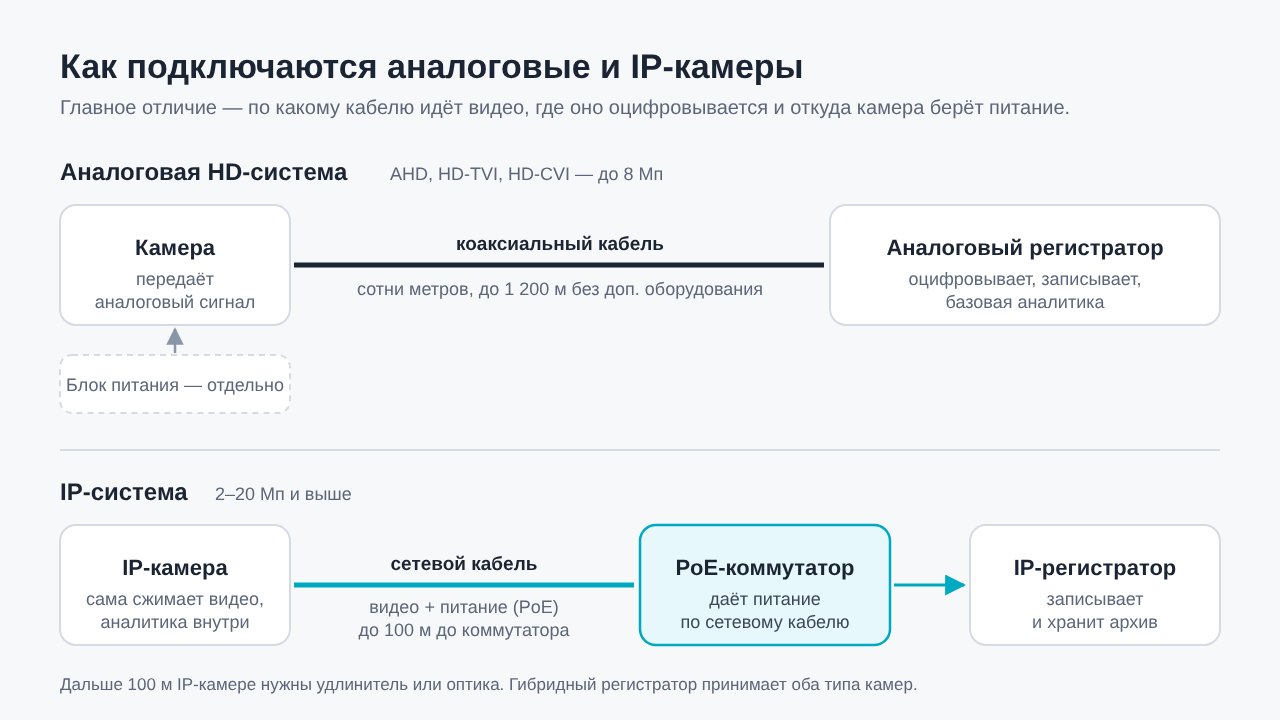 Как подключаются аналоговые и IP-камеры
Главное отличие — по какому кабелю идёт видео, где оно оцифровывается и откуда камера берёт питание.
Аналоговая HD-система
AHD, HD-TVI, HD-CVI — до 8 Мп
Камера
передаёт
аналоговый сигнал
коаксиальный кабель
сотни метров, до 1 200 м без доп. оборудования
Аналоговый регистратор
оцифровывает, записывает,
базовая аналитика
Блок питания — отдельно
IP-система
2–20 Мп и выше
IP-камера
сама сжимает видео,
аналитика внутри
сетевой кабель
видео + питание (PoE)
до 100 м до коммутатора
PoE-коммутатор
даёт питание
по сетевому кабелю
IP-регистратор
записывает
и хранит архив
Дальше 100 м IP-камере нужны удлинитель или оптика. Гибридный регистратор принимает оба типа камер.